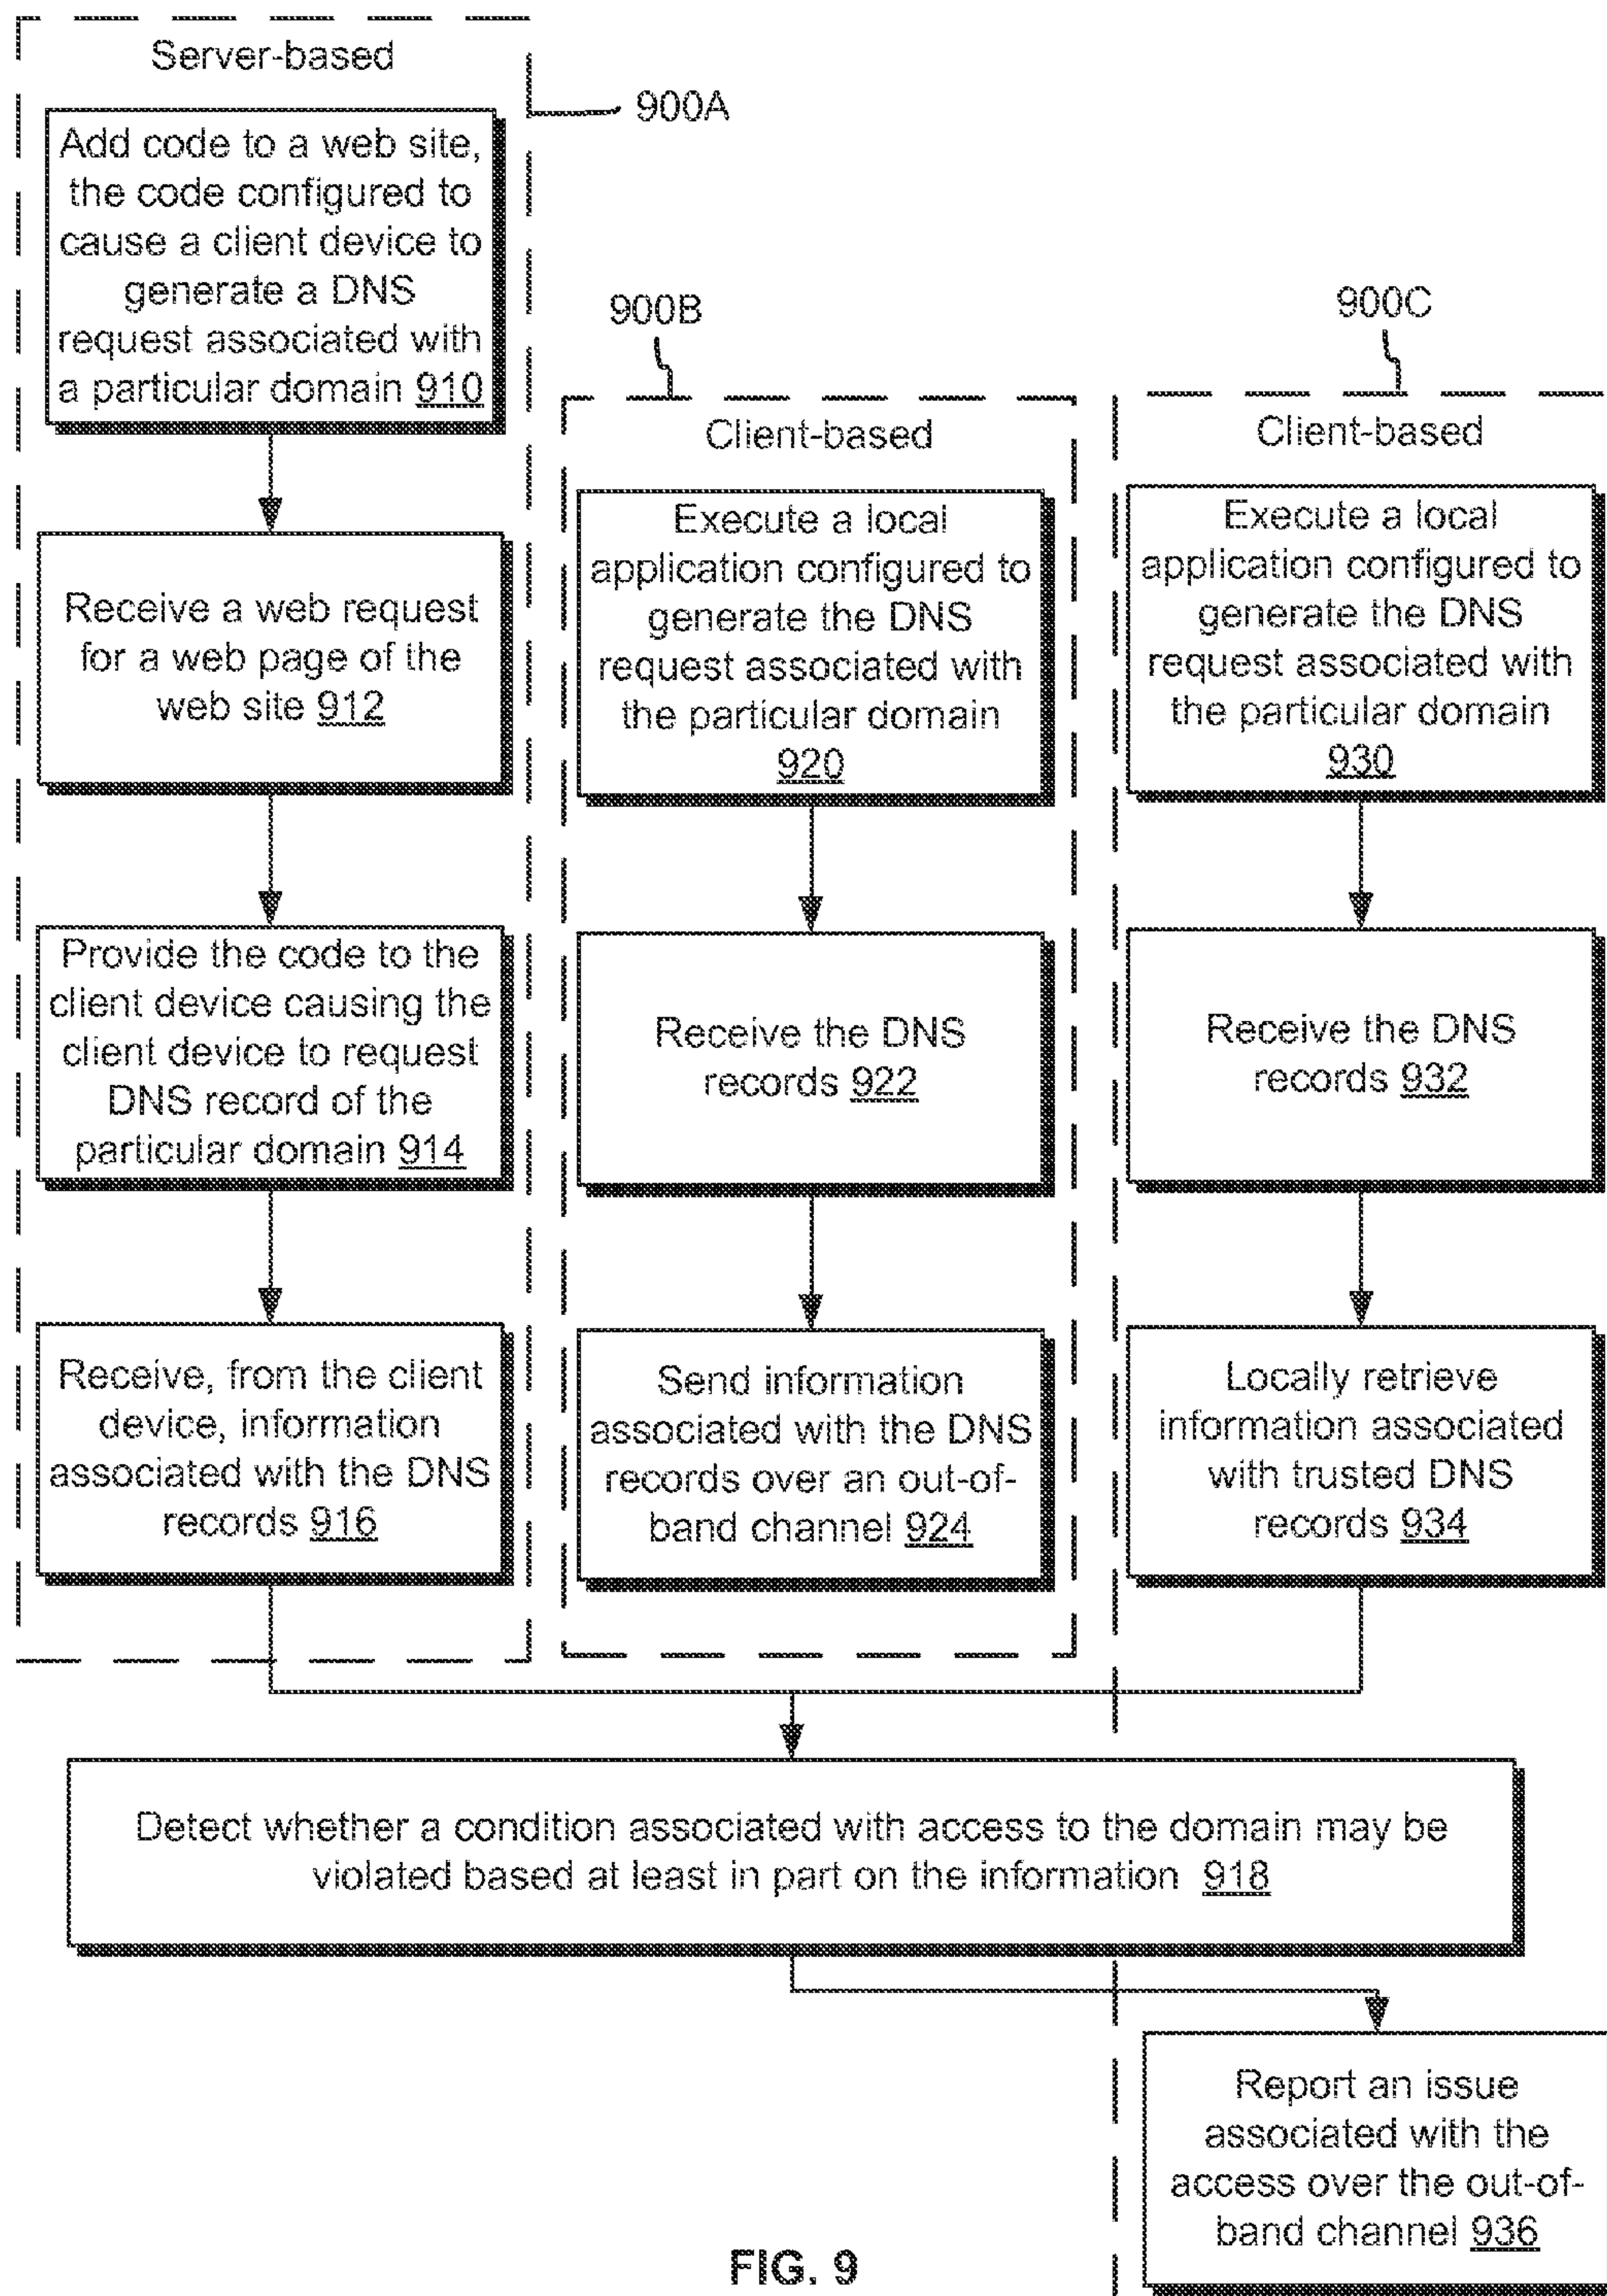 Server-based
900A
Add code to a web site,
the code configured to
cause a client device to
generate a DNS
request associated with
a particular domain 910
Receive a web request
for a web page of the
web site 912
Provide the code to the
client device causing the
client device to request
DNS record of the
particular domain 914
Receive, from the client
device, information
associated with the DNS
records 916
900B
Client-based
Execute a local
application configured to
generate the DNS
request associated with
the particular domain
920
Receive the DNS
records 922
Send information
associated with the DNS
records over an out-of-
band channel 924
900C
Client-based
Execute a local
application configured to
generate the DNS
request associated with
the particular domain
930
Receive the DNS
records 932
Locally retrieve
information associated
with trusted DNS
records 934
Detect whether a condition associated with access to the domain may be
violated based at least in part on the information 918
Report an issue
associated with the
access over the out-of-
band channel 936
FIG. 9